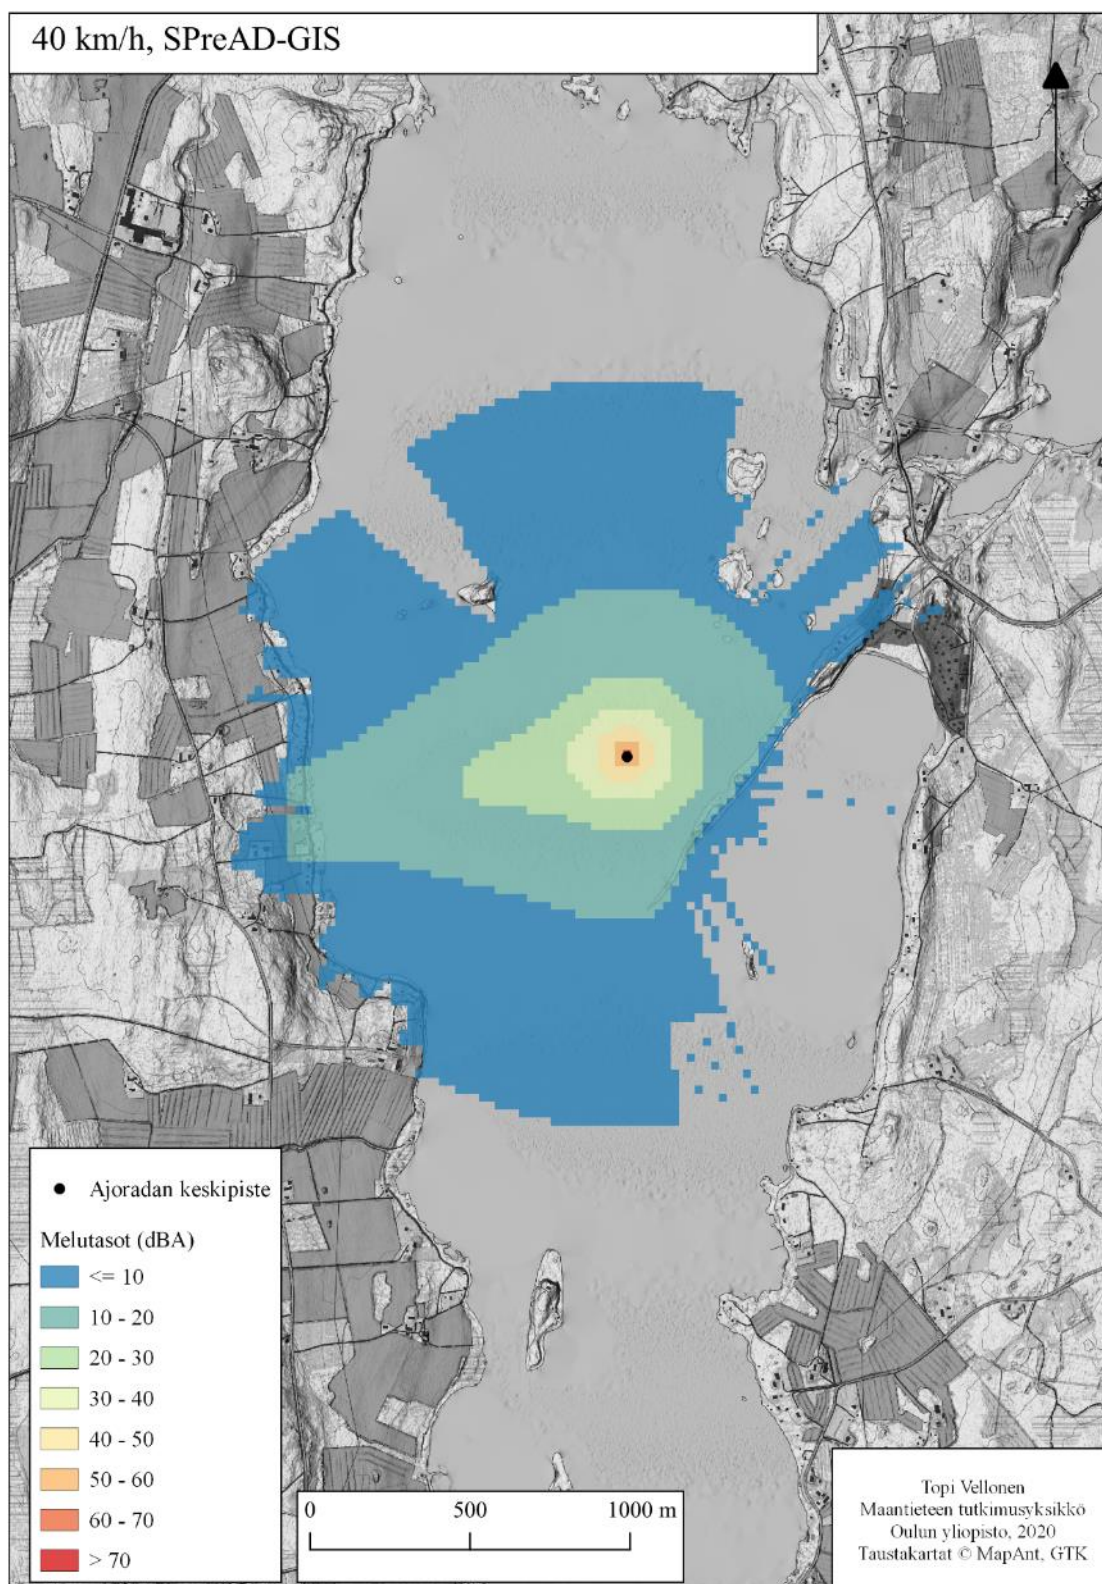 40 km/h, SPreAD-GIS
Ajoradan keskipiste
Melutasot (dBA)
<= 10
10 - 20
20 - 30
30 - 40
40 - 50
50 - 60
60 - 70
> 70
0 500 1000 m
Topi Vellonen
Maantieteen tutkimusyksikkö
Oulun yliopisto, 2020
Taustakartat © MapAnt, GTK